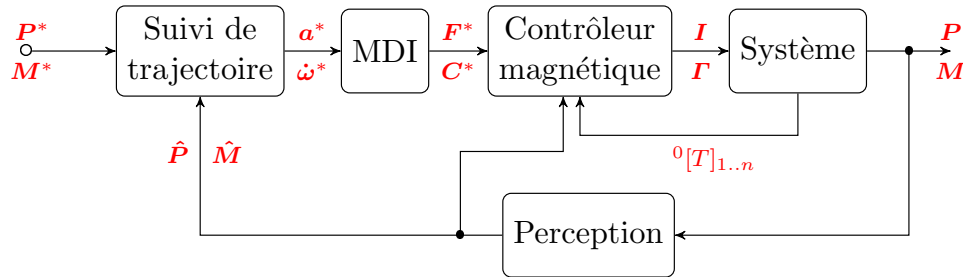 P*
M*
Suivi de
trajectoire
a*
ω̇*
MDI
F*
C*
Contrôleur
magnétique
I
Γ
Système
P
M
P̂ M̂
⁰[T]₁..ₙ
Perception